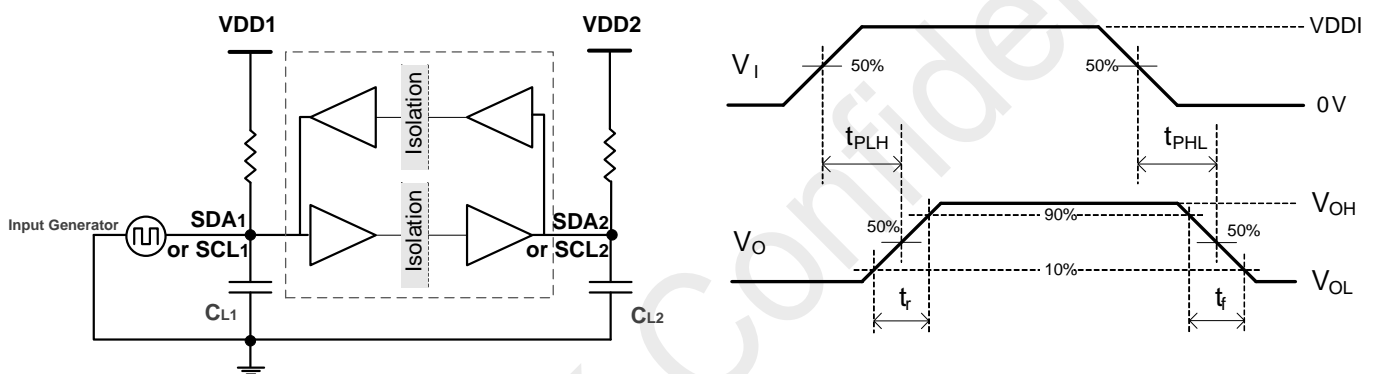 VDD1
VDD2
Isolation
Isolation
Input Generator
SDA1
or SCL1
SDA2
or SCL2
CL1
CL2
VI
50%
50%
VDDI
0V
tPLH
tPHL
VO
50%
90%
50%
10%
VOH
VOL
tr
tf
Confiden